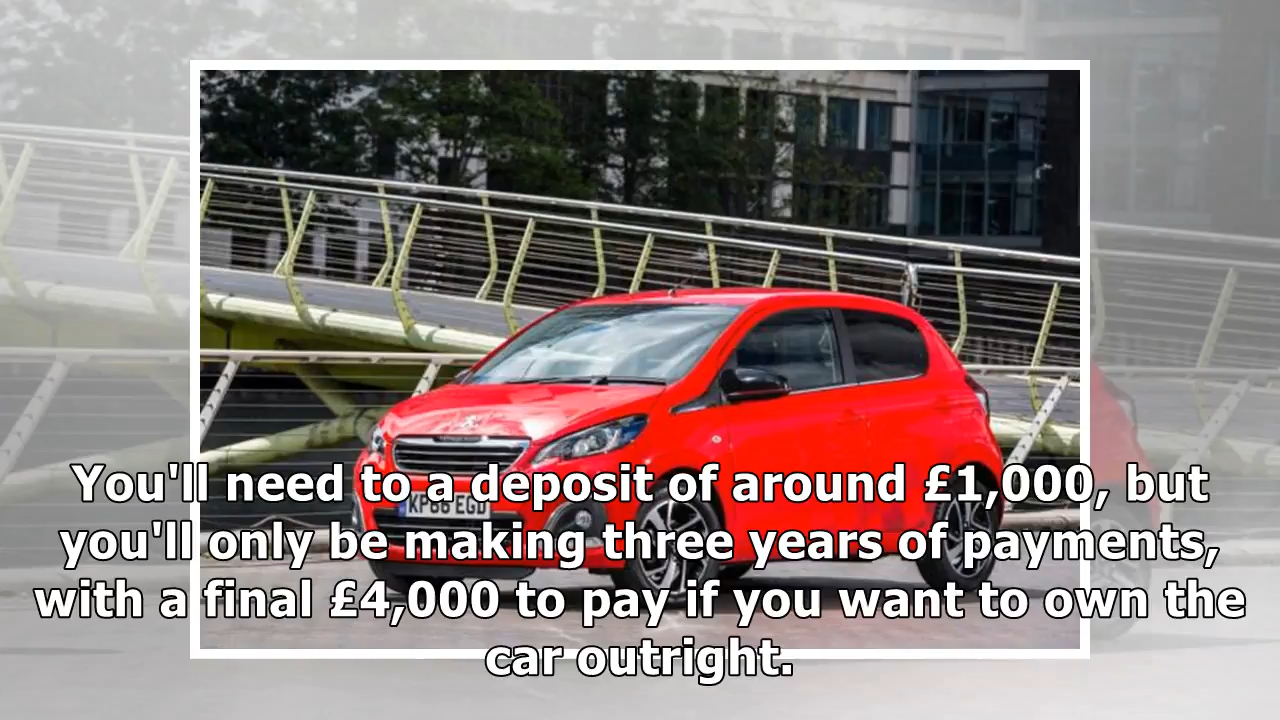 You'll need to a deposit of around £1,000, but
you'll only be making three years of payments,
with a final £4,000 to pay if you want to own the
car outright.